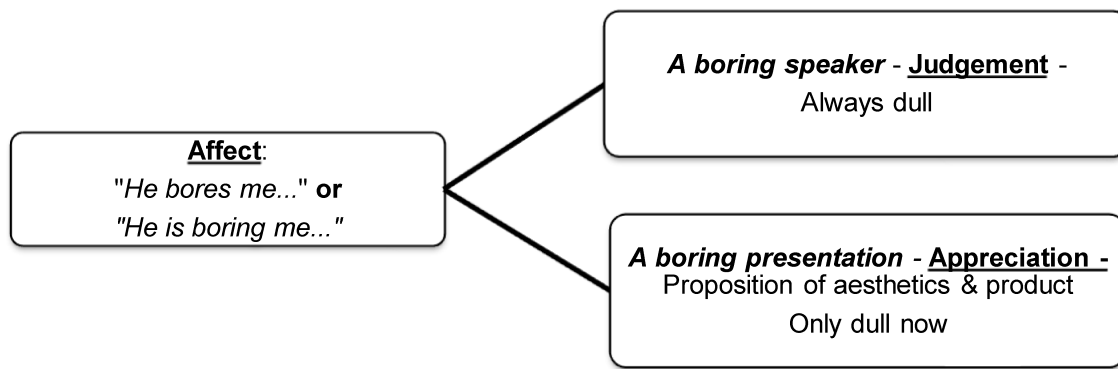 Affect:
"He bores me..." or
"He is boring me..."
A boring speaker - Judgement -
Always dull
A boring presentation - Appreciation -
Proposition of aesthetics & product
Only dull now